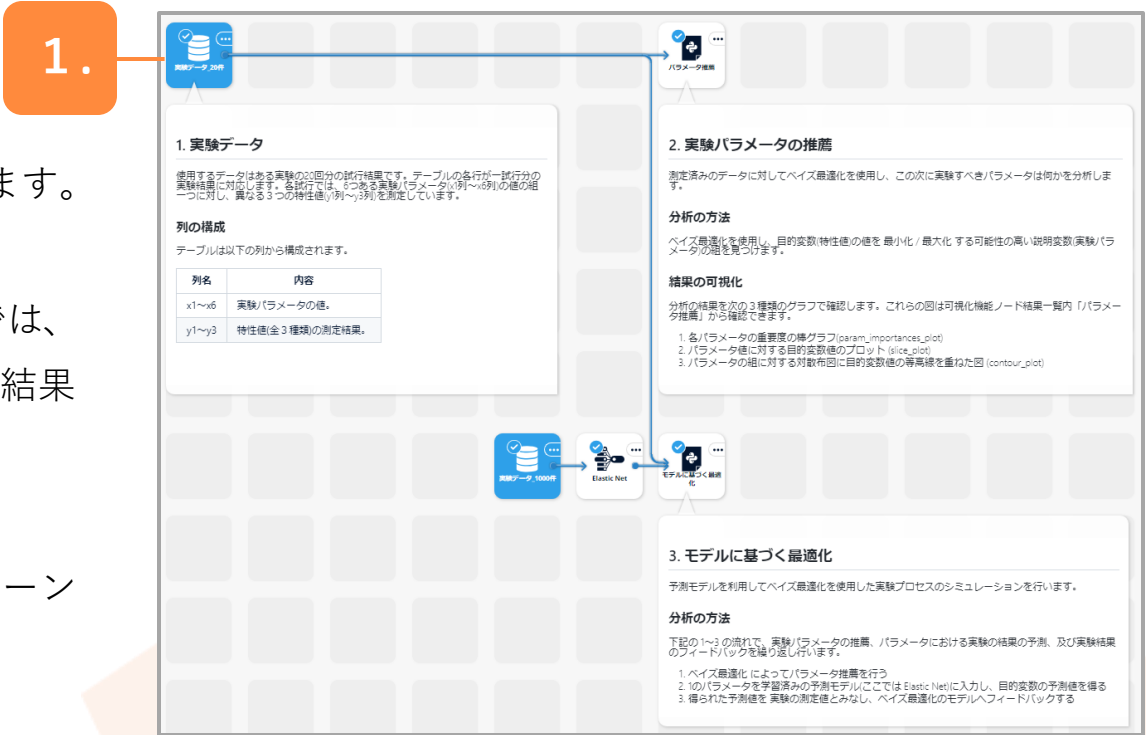 1.
ます。
は、
結果
ーン
実験データ_20件
パラメータ推薦
1. 実験データ
使用するデータはある実験の20回分の試行結果です。テーブルの各行が一試行分の
実験結果に対応します。各試行では、6つある実験パラメータ(x1列～x6列)の値の組
一つに対し、異なる３つの特性値(y1列～y3列)を測定しています。
列の構成
テーブルは以下の列から構成されます。
列名 内容
x1～x6 実験パラメータの値。
y1～y3 特性値(全３種類)の測定結果。
2. 実験パラメータの推薦
測定済みのデータに対してベイズ最適化を使用し、この次に実験すべきパラメータは何かを分析しま
す。
分析の方法
ベイズ最適化を使用し、目的変数(特性値)の値を 最小化 / 最大化 する可能性の高い説明変数(実験パラ
メータ)の組を見つけます。
結果の可視化
分析の結果を次の３種類のグラフで確認します。これらの図は可視化機能ノード結果一覧内「パラメー
タ推薦」から確認できます。
1. 各パラメータの重要度の棒グラフ(param_importances_plot)
2. パラメータ値に対する目的変数値のプロット (slice_plot)
3. パラメータの組に対する対散布図に目的変数値の等高線を重ねた図 (contour_plot)
実験データ_1000件
Elastic Net
モデルに基づく最適
化
3. モデルに基づく最適化
予測モデルを利用してベイズ最適化を使用した実験プロセスのシミュレーションを行います。
分析の方法
下記の 1～3 の流れで、実験パラメータの推薦、パラメータにおける実験の結果の予測、及び実験結果
のフィードバックを繰り返し行います。
1. ベイズ最適化 によってパラメータ推薦を行う
2. 1のパラメータを学習済みの予測モデル(ここでは Elastic Net)に入力し、目的変数の予測値を得る
3. 得られた予測値を 実験の測定値とみなし、ベイズ最適化のモデルへフィードバックする